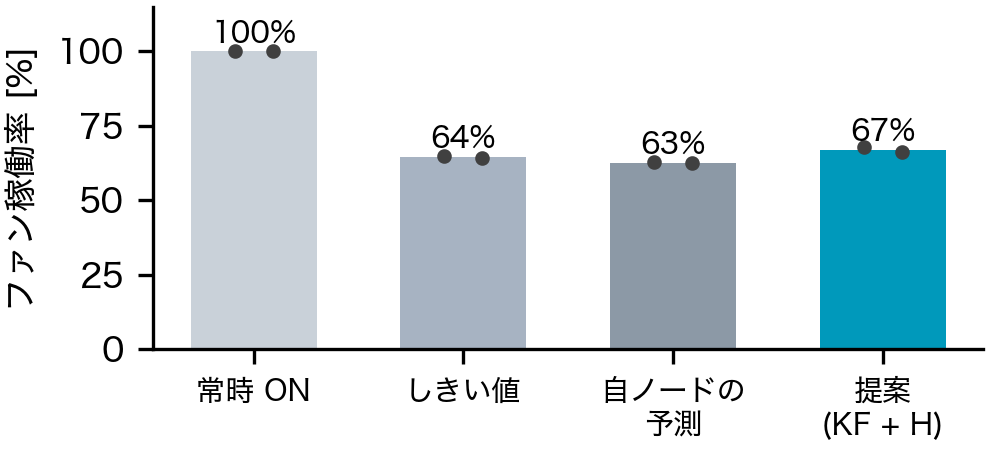 ファン稼働率 [%]
100
75
50
25
0
100%
64%
63%
67%
常時 ON
しきい値
自ノードの
予測
提案
(KF + H)